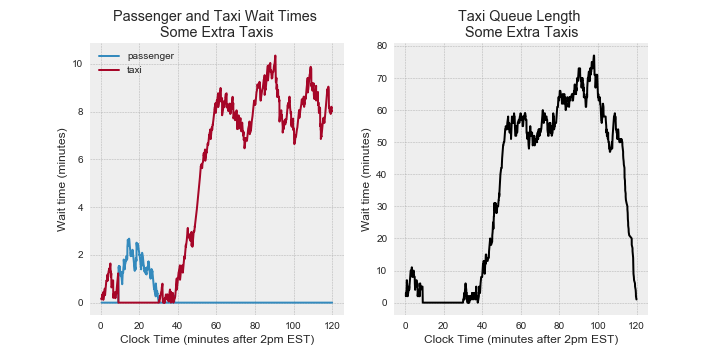 Passenger and Taxi Wait Times
Some Extra Taxis
passenger
taxi
10
8
6
4
2
0
Wait time (minutes)
0 20 40 60 80 100 120
Clock Time (minutes after 2pm EST)
Taxi Queue Length
Some Extra Taxis
80
70
60
50
40
30
20
10
0
Wait time (minutes)
0 20 40 60 80 100 120
Clock Time (minutes after 2pm EST)